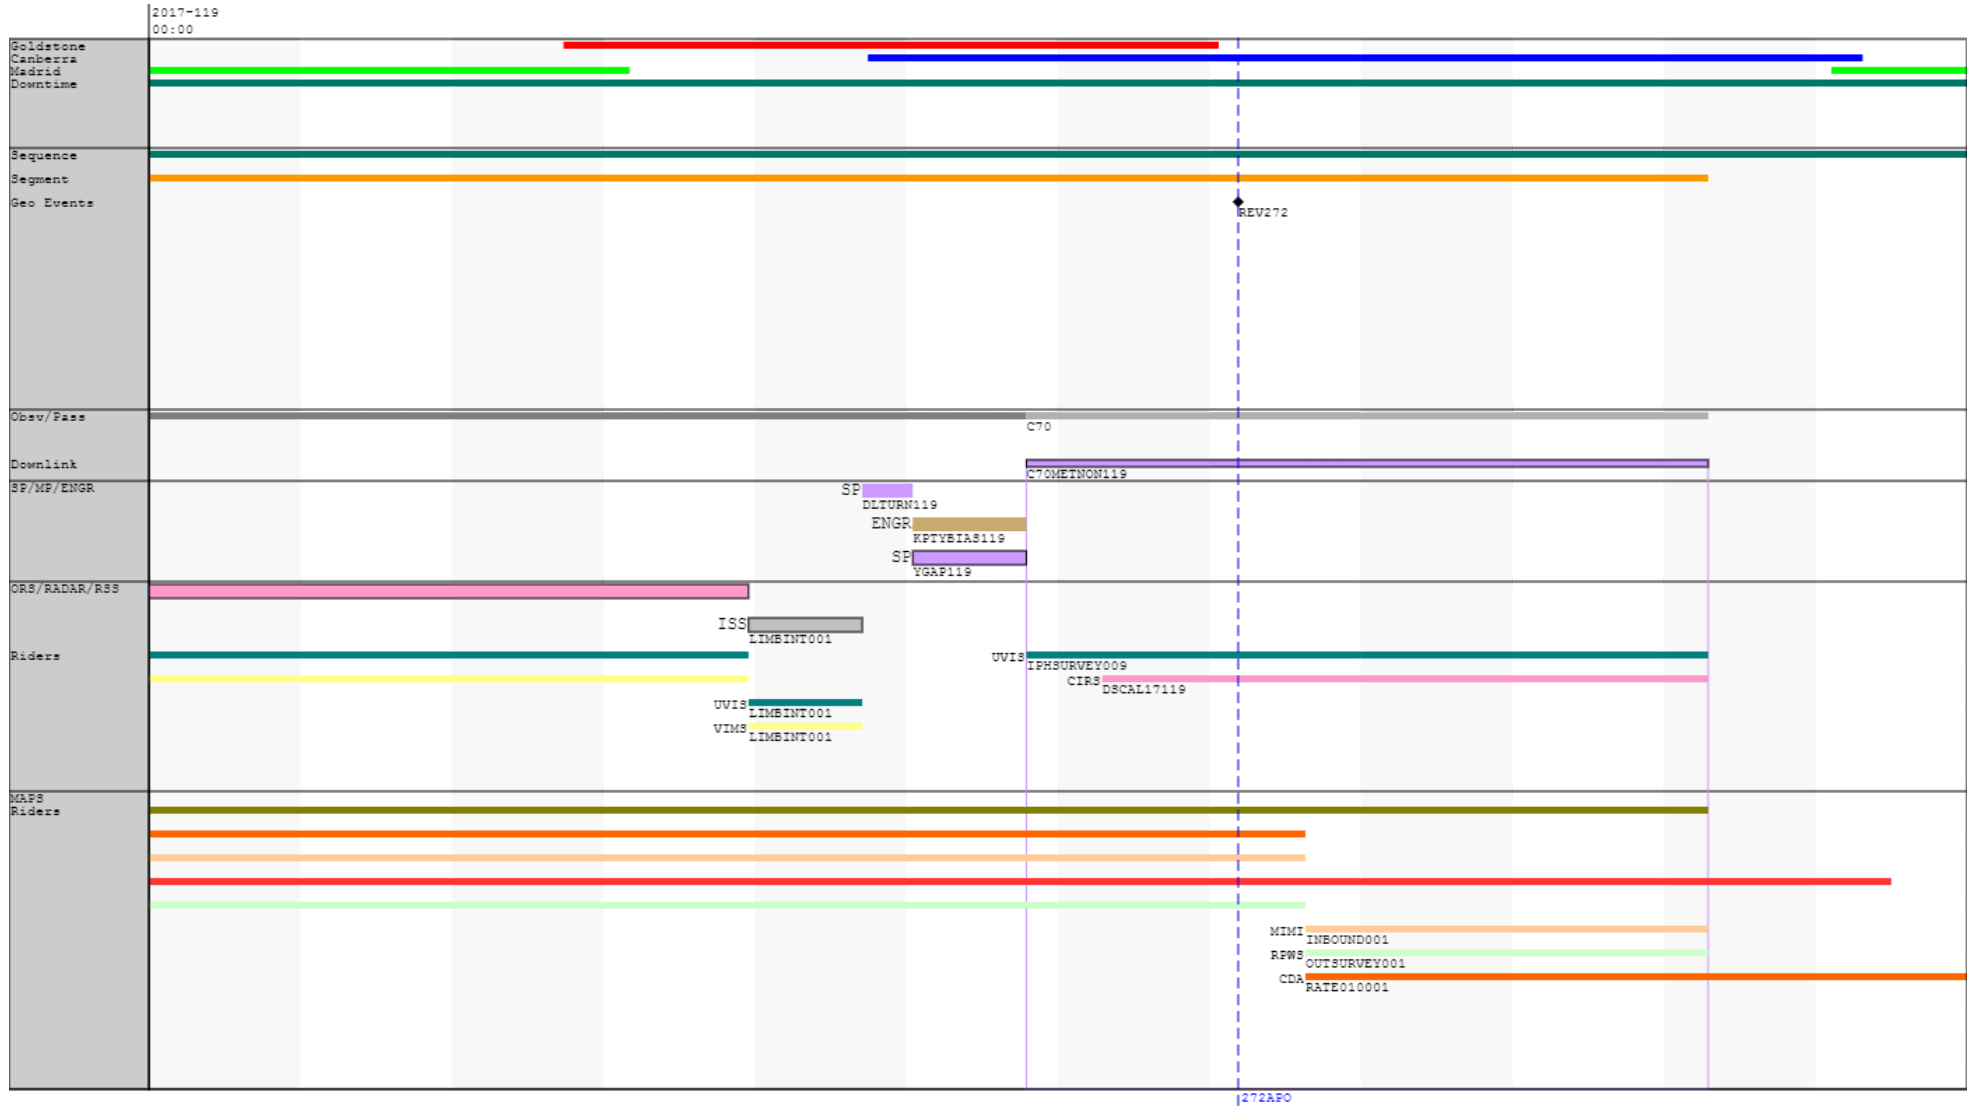 2017-119
00:00
Goldstone
Canberra
Madrid
Downtime
Sequence
Segment
Geo Events
REV272
Obsv/Pass
C70
Downlink
C70METNON119
SP/MP/ENGR
SP
DLTURN119
ENGR
KPTYBIAS119
SP
YGAP119
ORS/RADAR/RSS
ISS
LIMBINT001
Riders
UVIS
IPHSURVEY009
CIRS
DSCAL17119
UVIS
LIMBINT001
VIMS
LIMBINT001
MAPS
Riders
MIMI
INBOUND001
RPWS
OUTSURVEY001
CDA
RATE010001
272APO